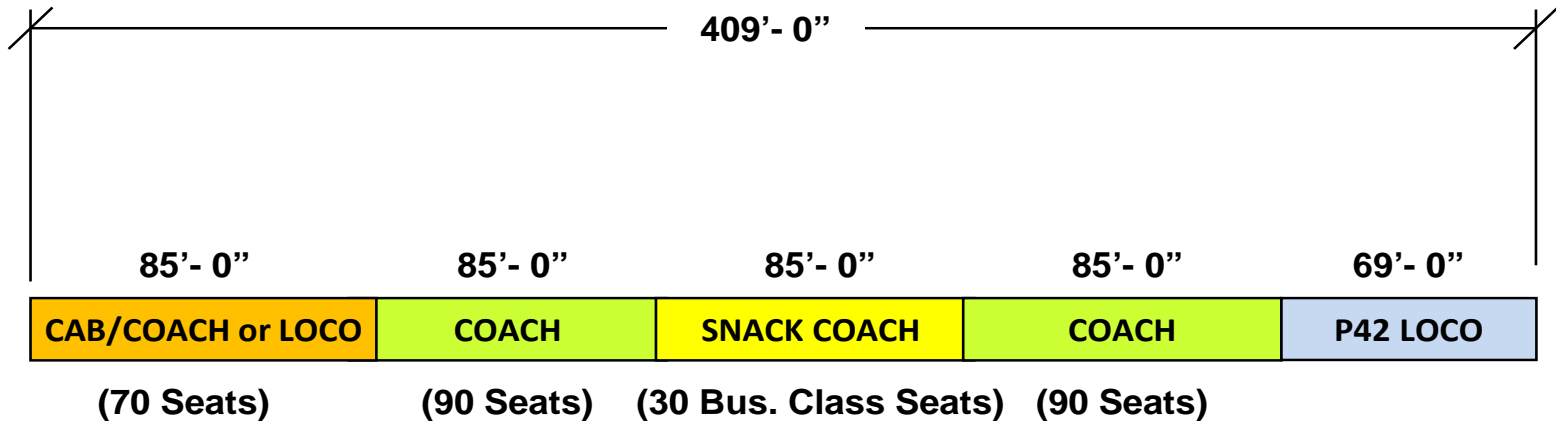 409’- 0”
85’- 0” 85’- 0” 85’- 0” 85’- 0” 69’- 0”
CAB/COACH or LOCO COACH SNACK COACH COACH P42 LOCO
(70 Seats) (90 Seats) (30 Bus. Class Seats) (90 Seats)